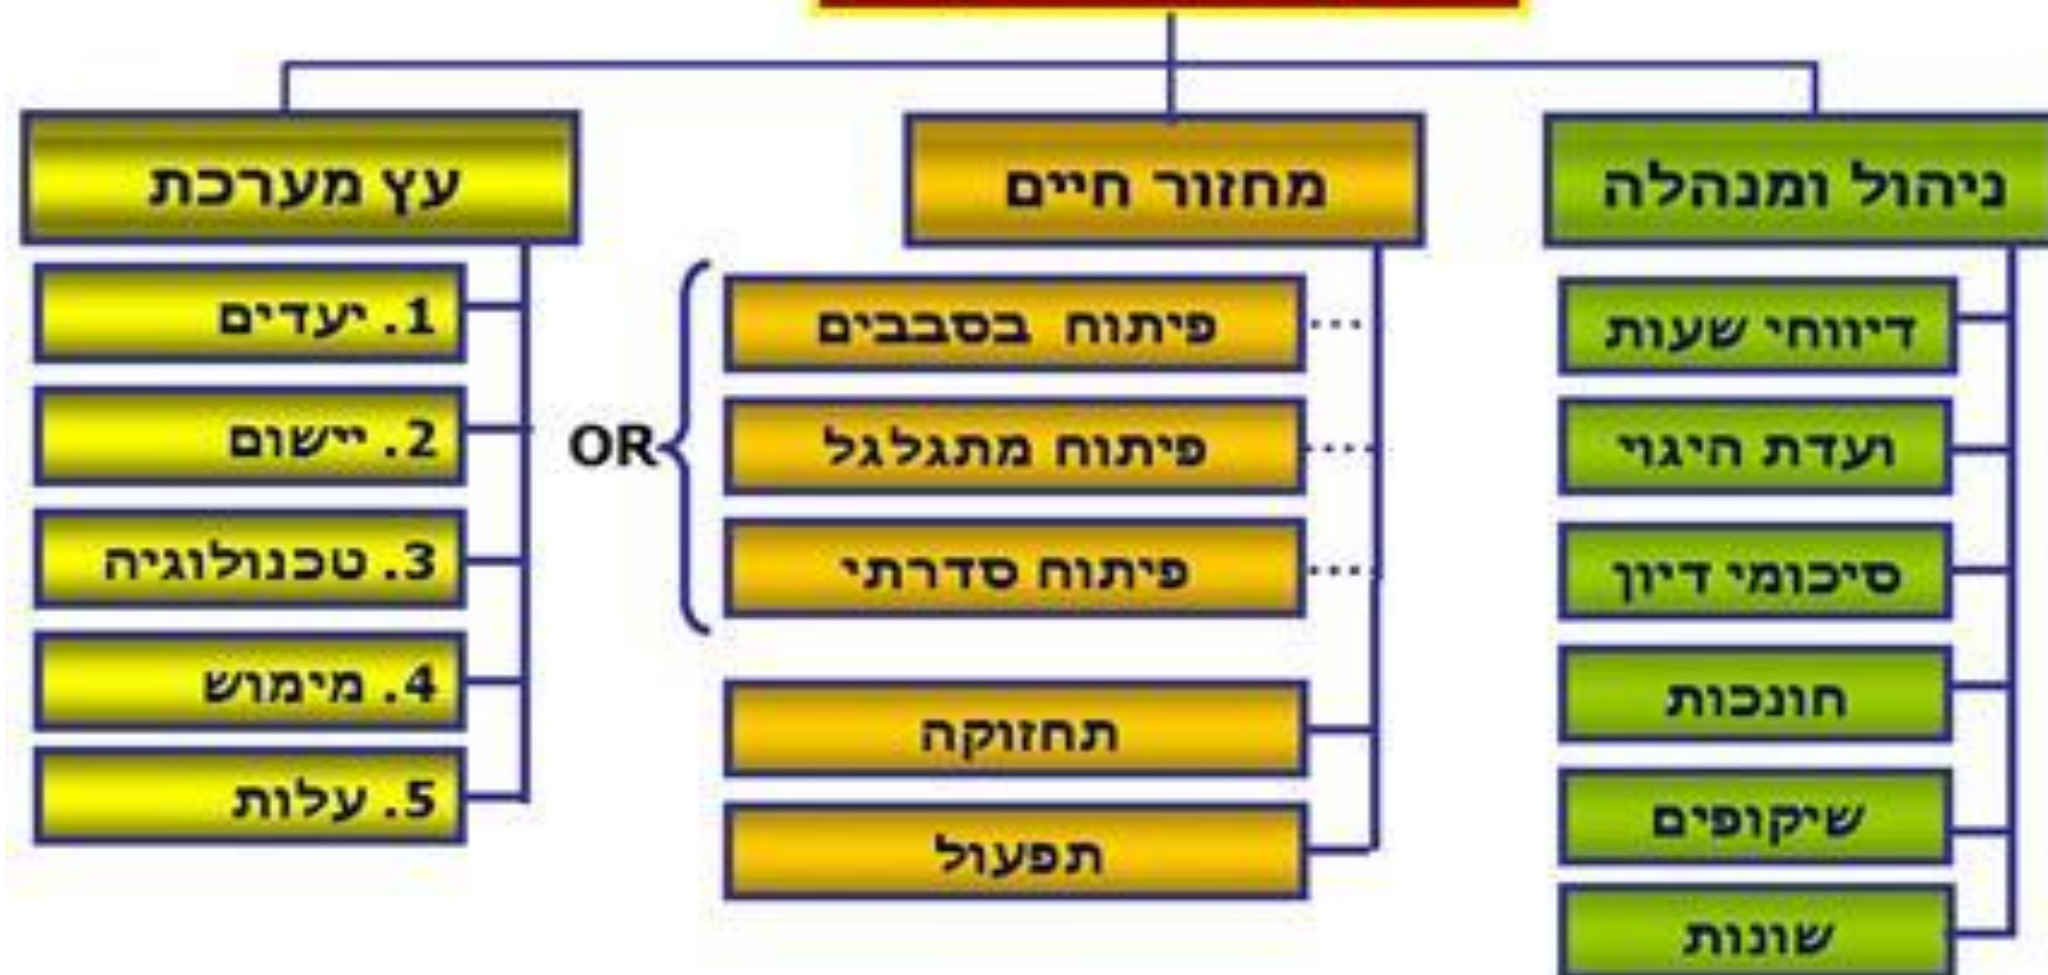 ניהול ומנהלה
דיווחי שעות
ועדת היגוי
סיכומי דיון
חונכות
שיקופים
שונות
מחזור חיים
פיתוח בסבבים
פיתוח מתגלגל
פיתוח סדרתי
OR
תחזוקה
תפעול
עץ מערכת
1. יעדים
2. יישום
3. טכנולוגיה
4. מימוש
5. עלות